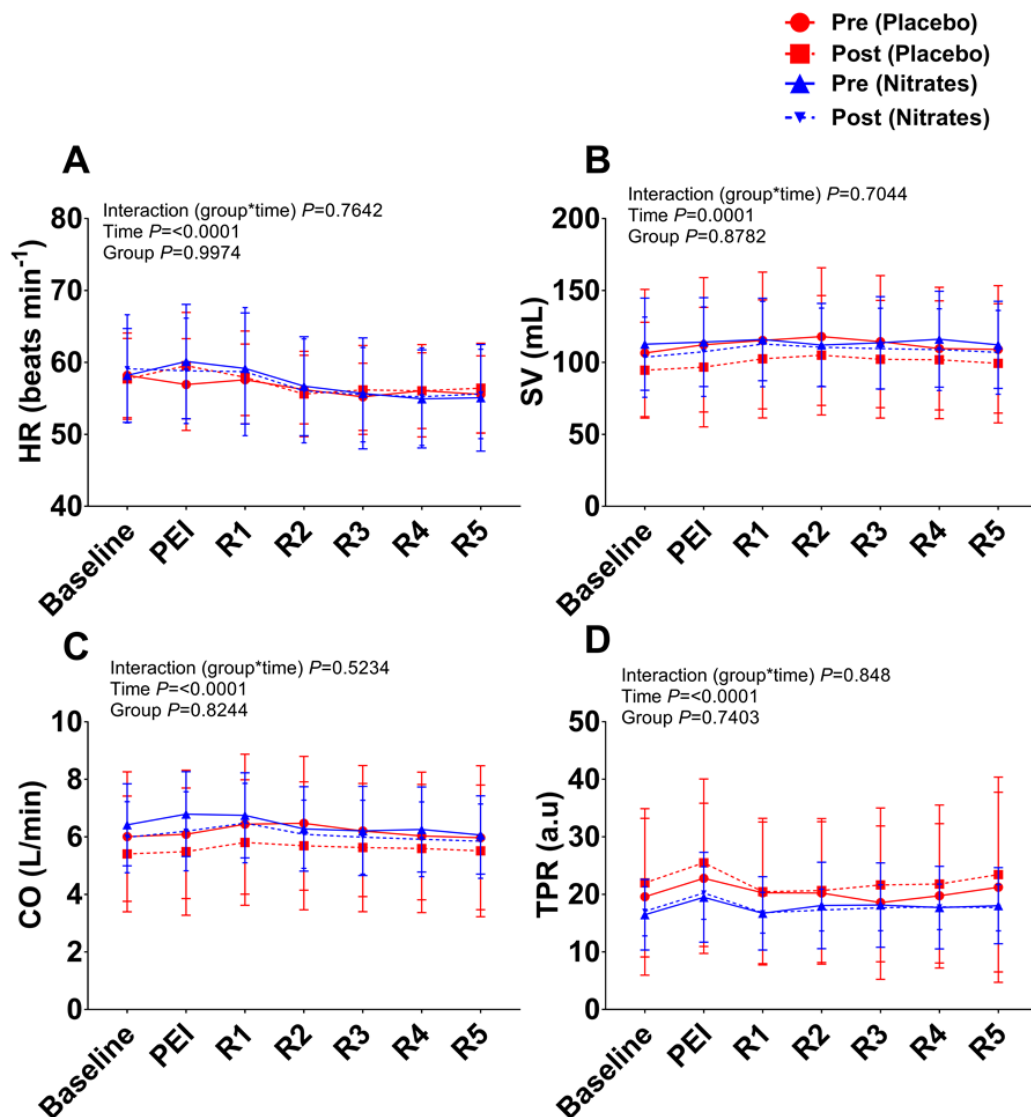 Pre (Placebo)
Post (Placebo)
Pre (Nitrates)
Post (Nitrates)
A
Interaction (group*time) P=0.7642
Time P=<0.0001
Group P=0.9974
HR (beats min⁻¹)
80
70
60
50
40
Baseline
PEI
R1
R2
R3
R4
R5
B
Interaction (group*time) P=0.7044
Time P=0.0001
Group P=0.8782
SV (mL)
200
150
100
50
0
Baseline
PEI
R1
R2
R3
R4
R5
C
Interaction (group*time) P=0.5234
Time P=<0.0001
Group P=0.8244
CO (L/min)
10
8
6
4
2
0
Baseline
PEI
R1
R2
R3
R4
R5
D
Interaction (group*time) P=0.848
Time P=<0.0001
Group P=0.7403
TPR (a.u)
50
40
30
20
10
0
Baseline
PEI
R1
R2
R3
R4
R5